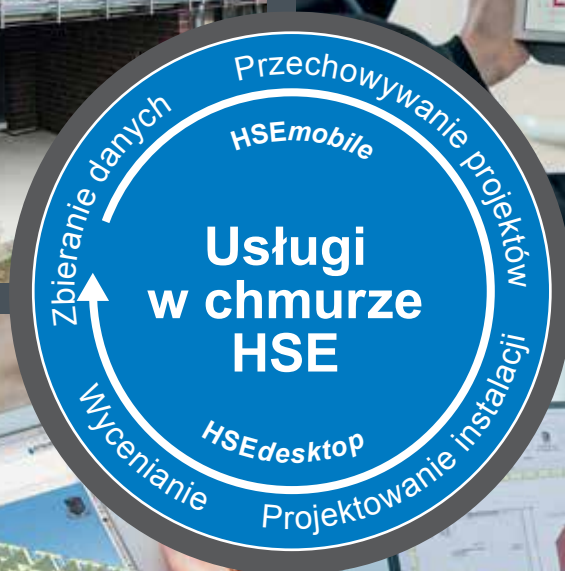 Zbieranie danych
Przechowywanie projektów
Projektowanie instalacji
Wycenianie
HSEmobile
Usługi
w chmurze
HSE
HSEdesktop